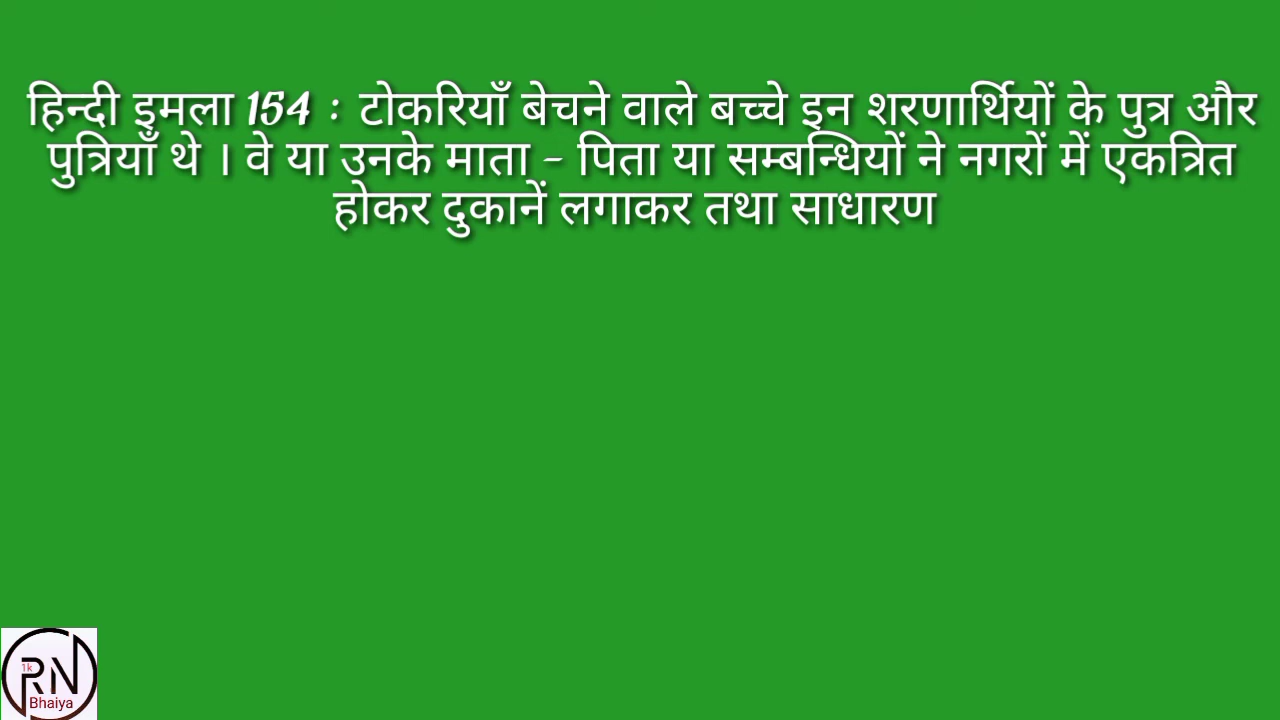 हिन्दी इमला 154 : टोकरियाँ बेचने वाले बच्चे इन शरणार्थियों के पुत्र और
पुत्रियाँ थे । वे या उनके माता - पिता या सम्बन्धियों ने नगरों में एकत्रित
होकर दुकानें लगाकर तथा साधारण
1k
RN
Bhaiya